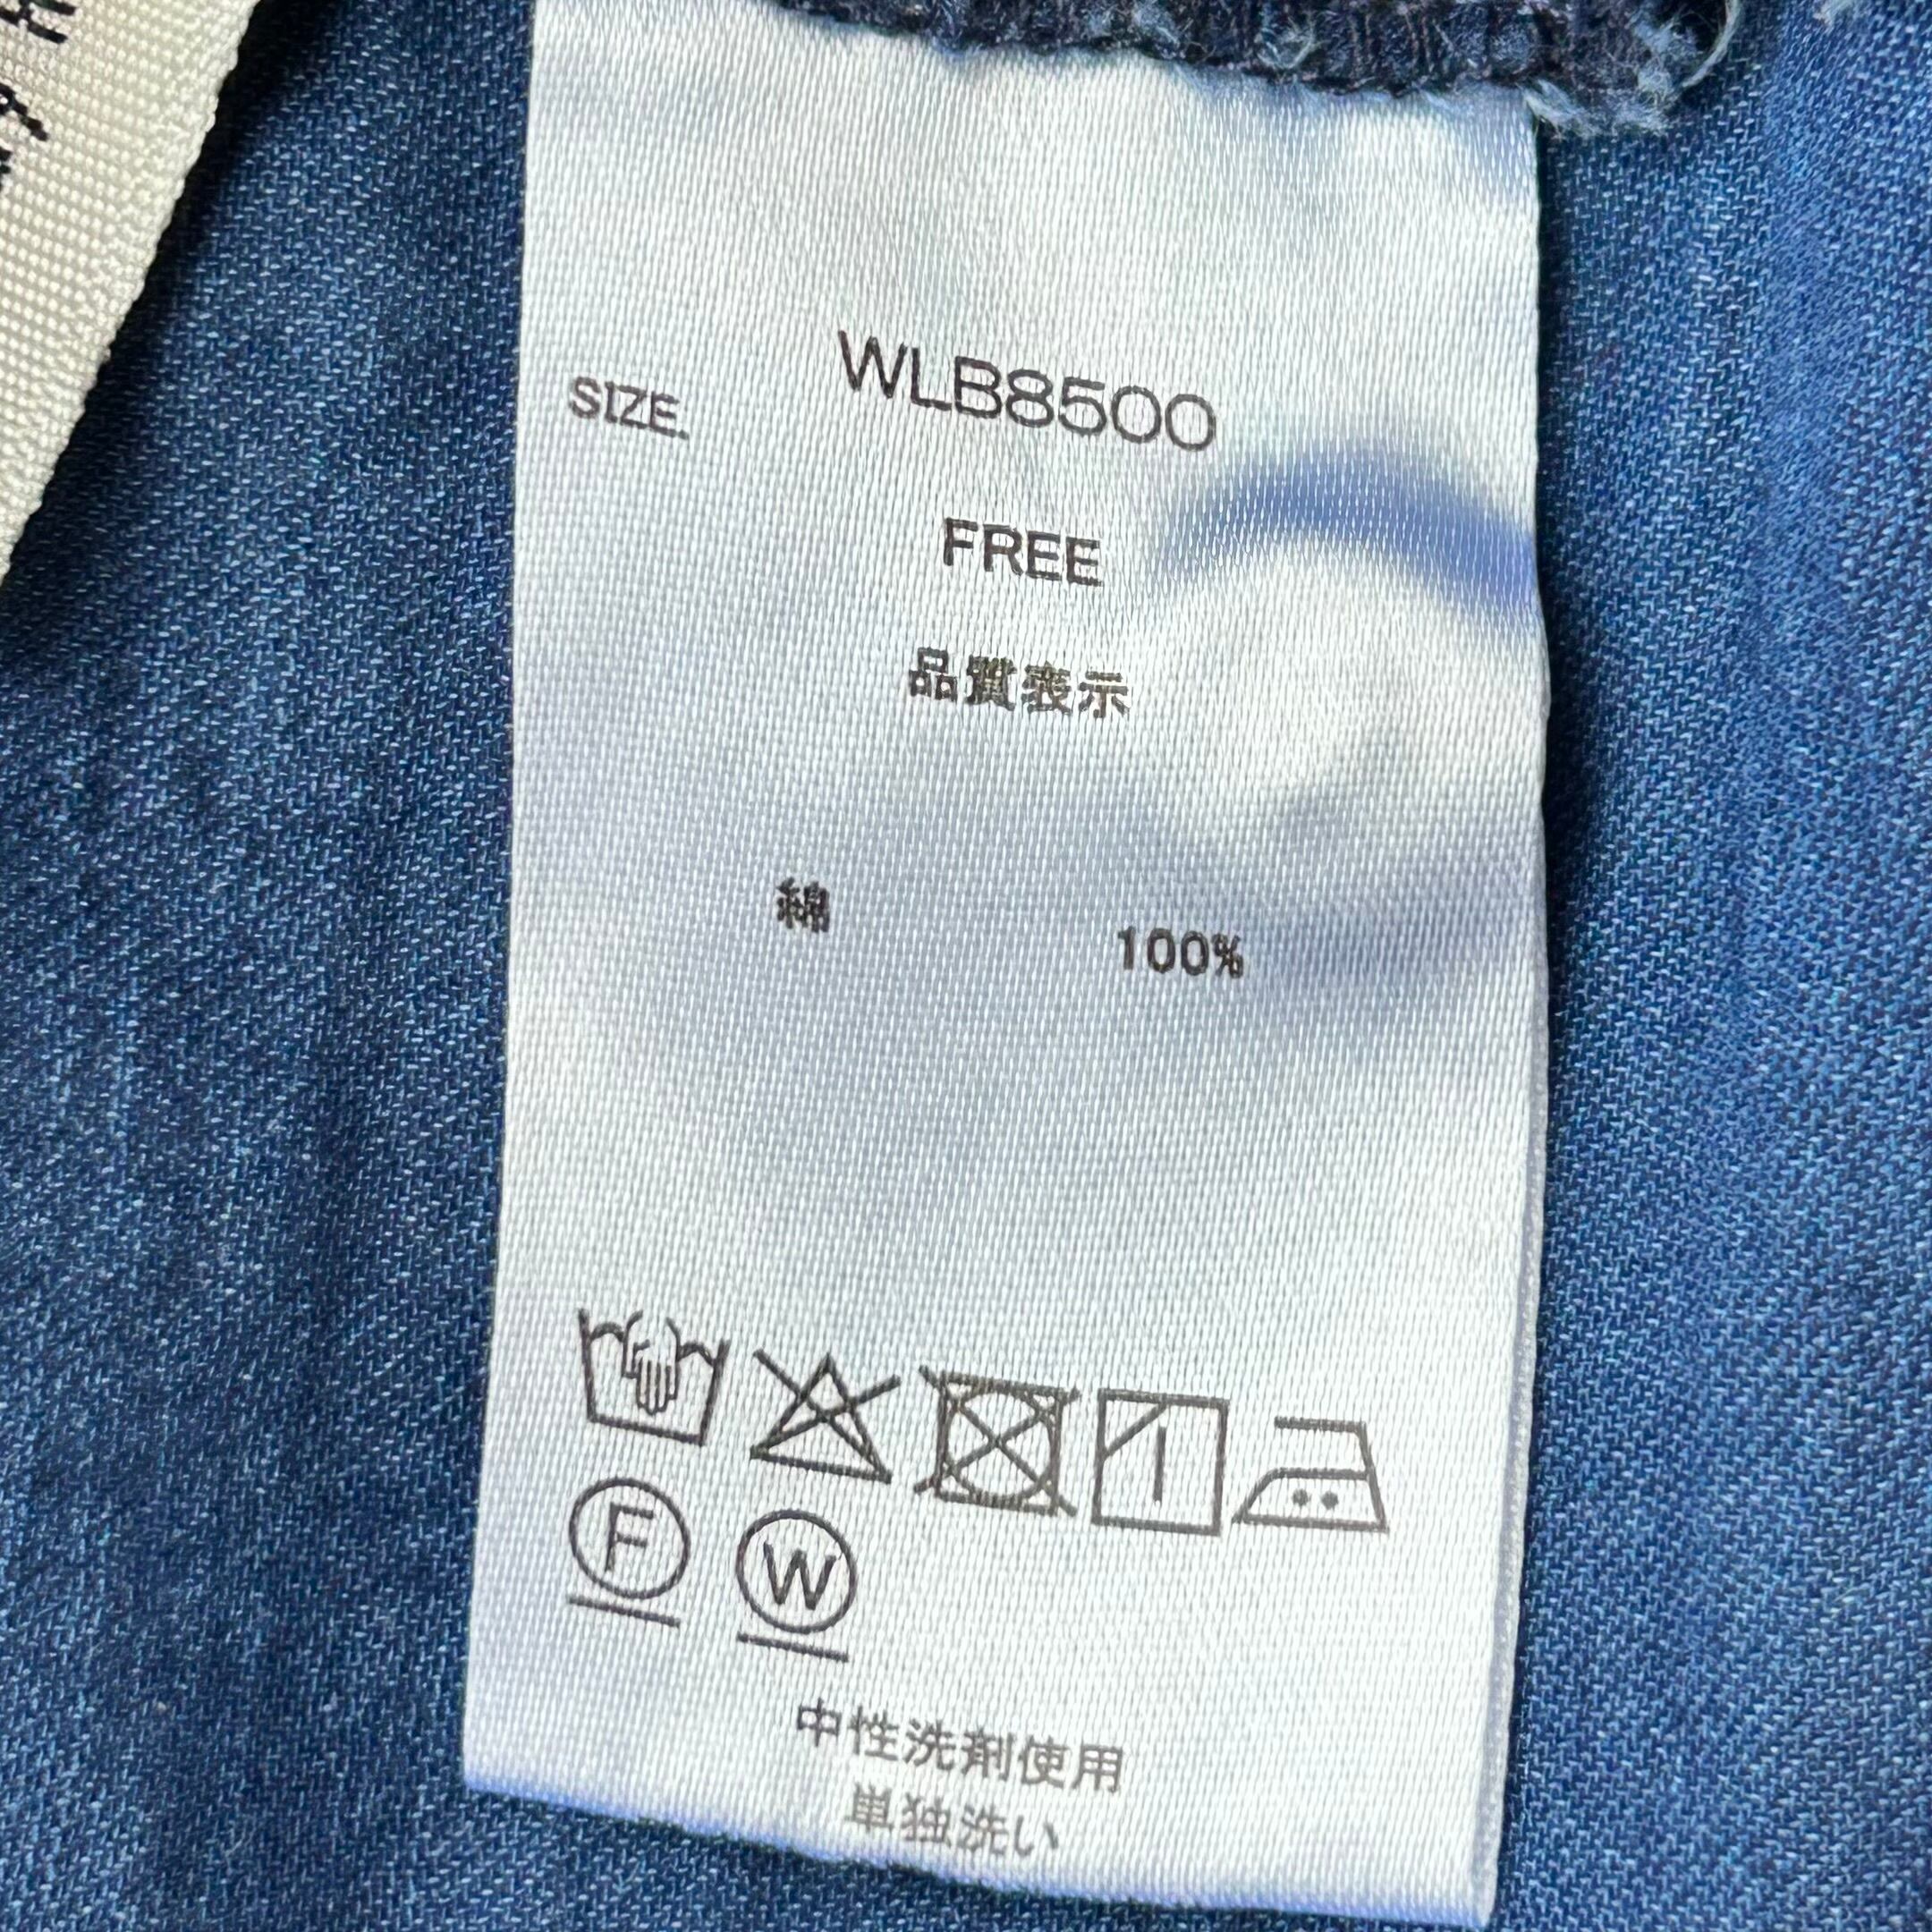 WLB8500
SIZE.
FREE
品質表示
綿 100%
F W
中性洗剤使用
単独洗い